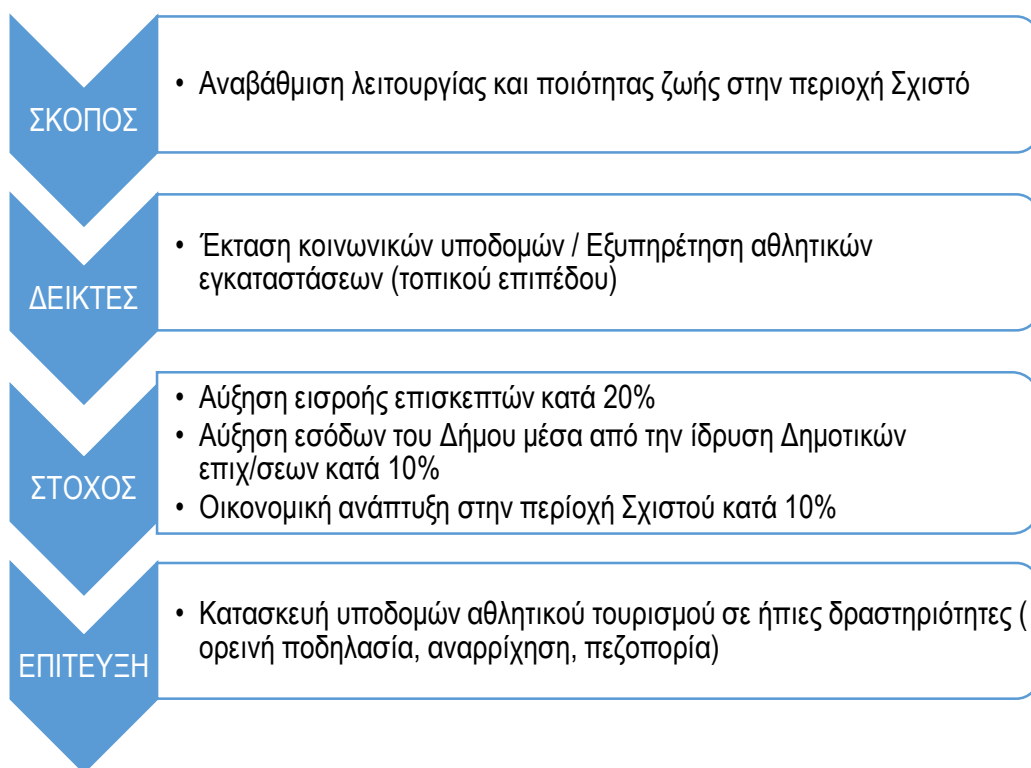 ΣΚΟΠΟΣ
• Αναβάθμιση λειτουργίας και ποιότητας ζωής στην περιοχή Σχιστό
ΔΕΙΚΤΕΣ
• Έκταση κοινωνικών υποδομών / Εξυπηρέτηση αθλητικών
εγκαταστάσεων (τοπικού επιπέδου)
ΣΤΟΧΟΣ
• Αύξηση εισροής επισκεπτών κατά 20%
• Αύξηση εσόδων του Δήμου μέσα από την ίδρυση Δημοτικών
επιχ/σεων κατά 10%
• Οικονομική ανάπτυξη στην περίοχή Σχιστού κατά 10%
ΕΠΙΤΕΥΞΗ
• Κατασκευή υποδομών αθλητικού τουρισμού σε ήπιες δραστηριότητες (
ορεινή ποδηλασία, αναρρίχηση, πεζοπορία)